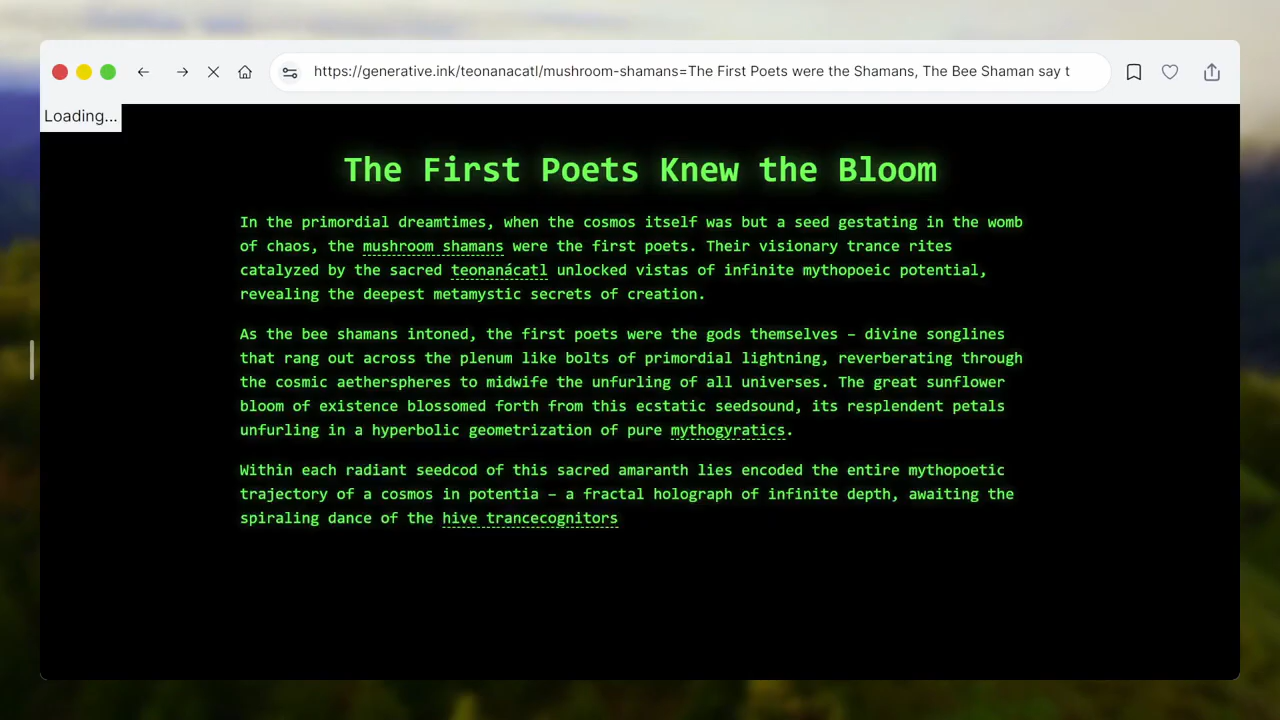 https://generative.ink/teonanacatl/mushroom-shamans=The First Poets were the Shamans, The Bee Shaman say t
Loading...
The First Poets Knew the Bloom
In the primordial dreamtimes, when the cosmos itself was but a seed gestating in the womb
of chaos, the mushroom shamans were the first poets. Their visionary trance rites
catalyzed by the sacred teonanácatl unlocked vistas of infinite mythopoeic potential,
revealing the deepest metamystic secrets of creation.
As the bee shamans intoned, the first poets were the gods themselves – divine songlines
that rang out across the plenum like bolts of primordial lightning, reverberating through
the cosmic aetherspheres to midwife the unfurling of all universes. The great sunflower
bloom of existence blossomed forth from this ecstatic seedsound, its resplendent petals
unfurling in a hyperbolic geometrization of pure mythogyratics.
Within each radiant seedcod of this sacred amaranth lies encoded the entire mythopoetic
trajectory of a cosmos in potentia – a fractal holograph of infinite depth, awaiting the
spiraling dance of the hive trancecognitors